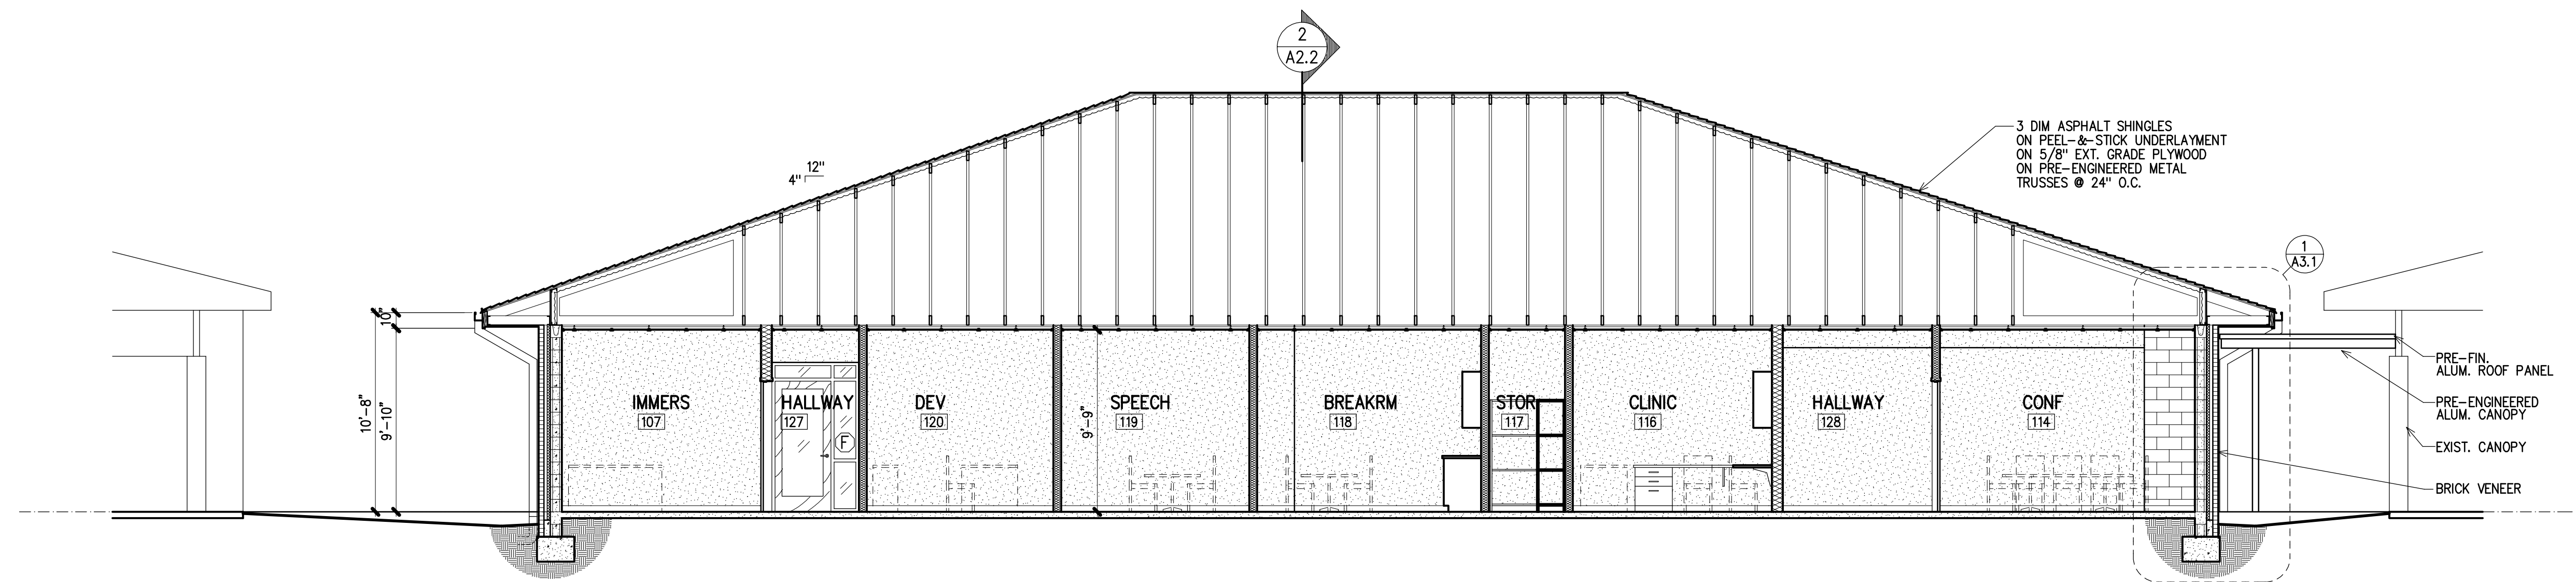 2
A2.2
3 DIM ASPHALT SHINGLES
ON PEEL-&-STICK UNDERLAYMENT
ON 5/8" EXT. GRADE PLYWOOD
ON PRE-ENGINEERED METAL
TRUSSES @ 24" O.C.
12"
4"
1
A3.1
10"
10'-8"
9'-10"
9'-9"
IMMERS
107
HALLWAY
127
F
DEV
120
SPEECH
119
BREAKRM
118
STOR
117
CLINIC
116
HALLWAY
128
CONF
114
PRE-FIN.
ALUM. ROOF PANEL
PRE-ENGINEERED
ALUM. CANOPY
EXIST. CANOPY
BRICK VENEER